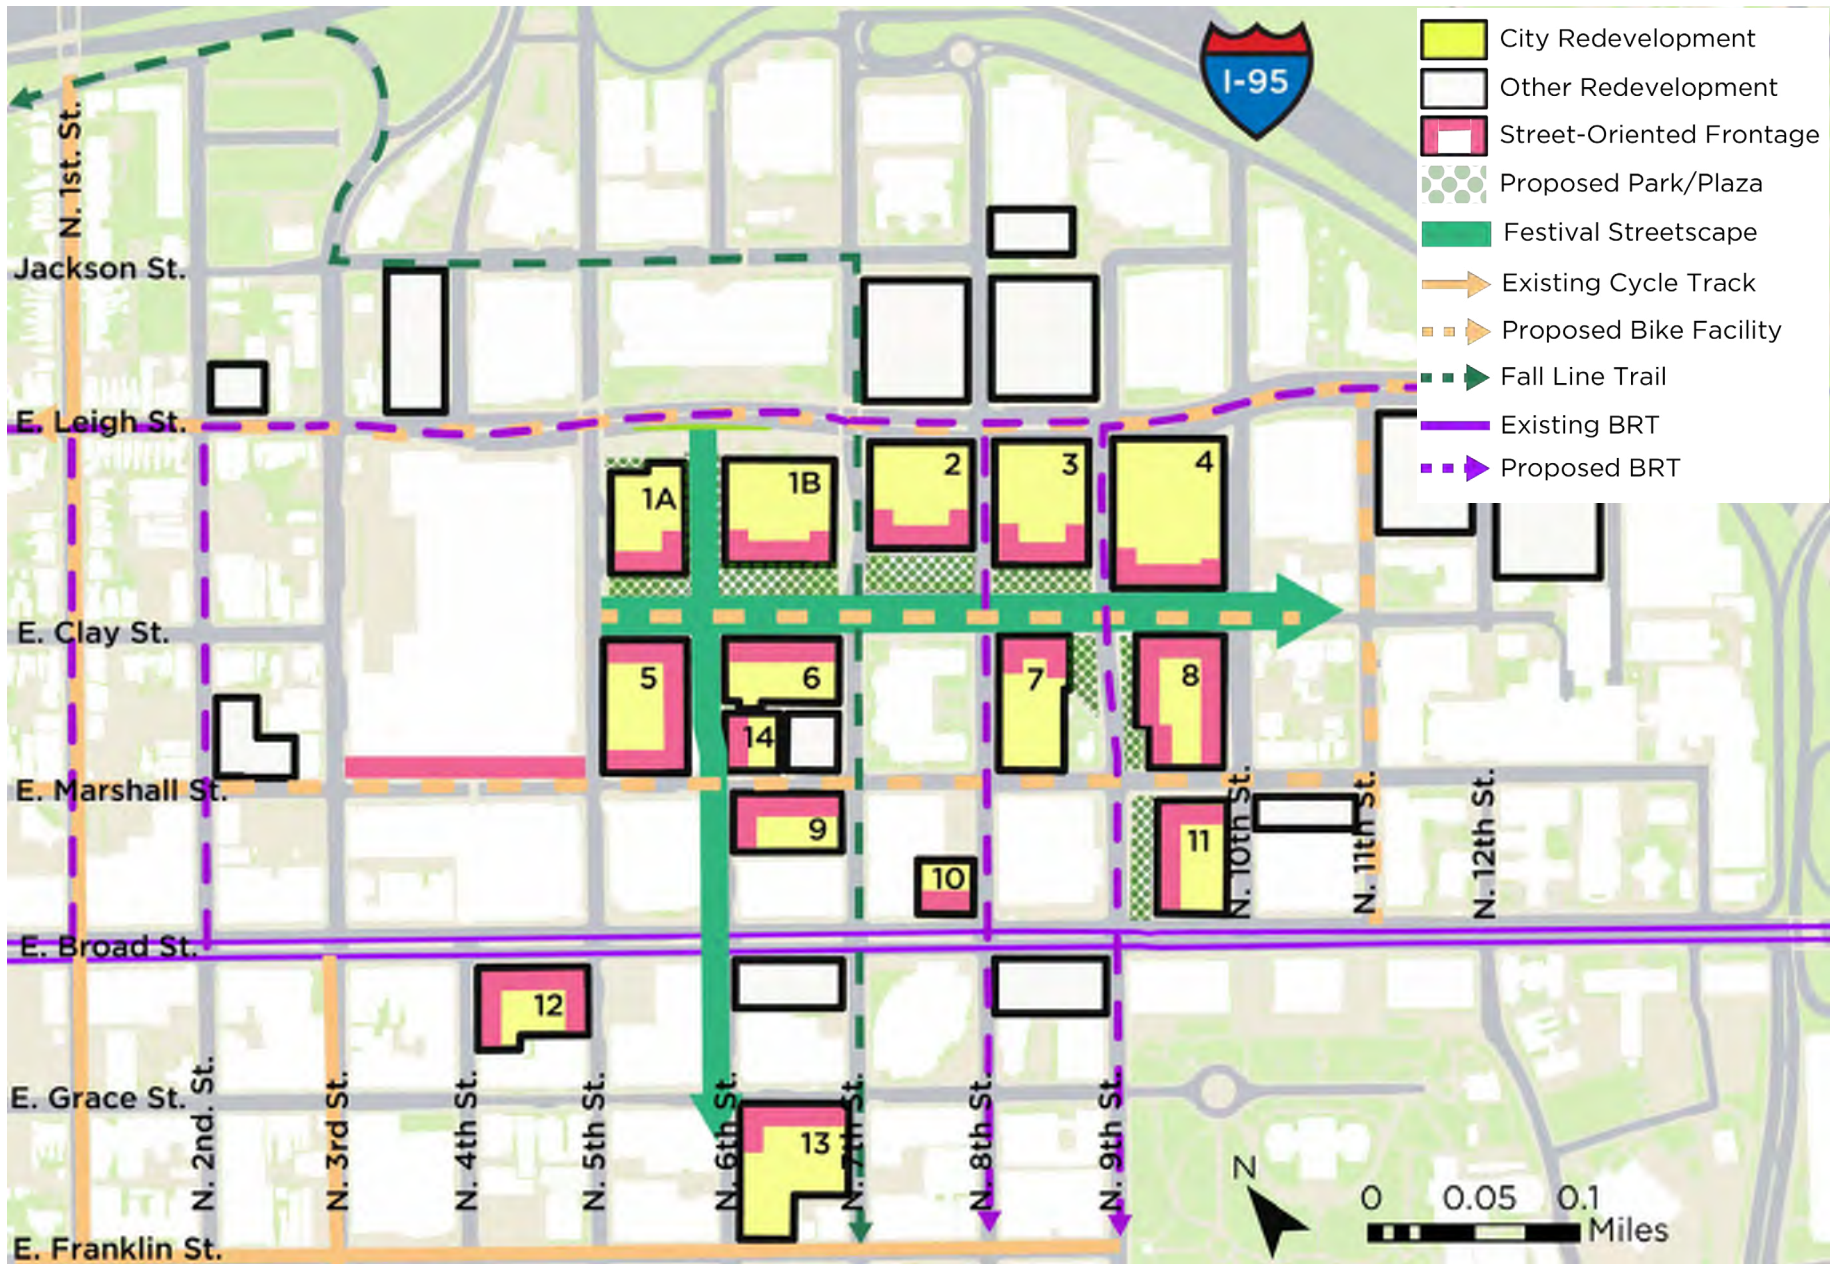 I-95
City Redevelopment
Other Redevelopment
Street-Oriented Frontage
Proposed Park/Plaza
Festival Streetscape
Existing Cycle Track
Proposed Bike Facility
Fall Line Trail
Existing BRT
Proposed BRT
N. 1st. St.
Jackson St.
E. Leigh St.
1A
1B
2
3
4
E. Clay St.
5
6
7
8
14
E. Marshall St.
9
10
11
N. 10th St.
N. 11th St.
N. 12th St.
E. Broad St.
12
E. Grace St.
N. 2nd. St.
N. 3rd St.
N. 4th St.
N. 5th St.
N. 6th St.
13
N. 7th St.
N. 8th St.
N. 9th St.
N
0 0.05 0.1
Miles
E. Franklin St.